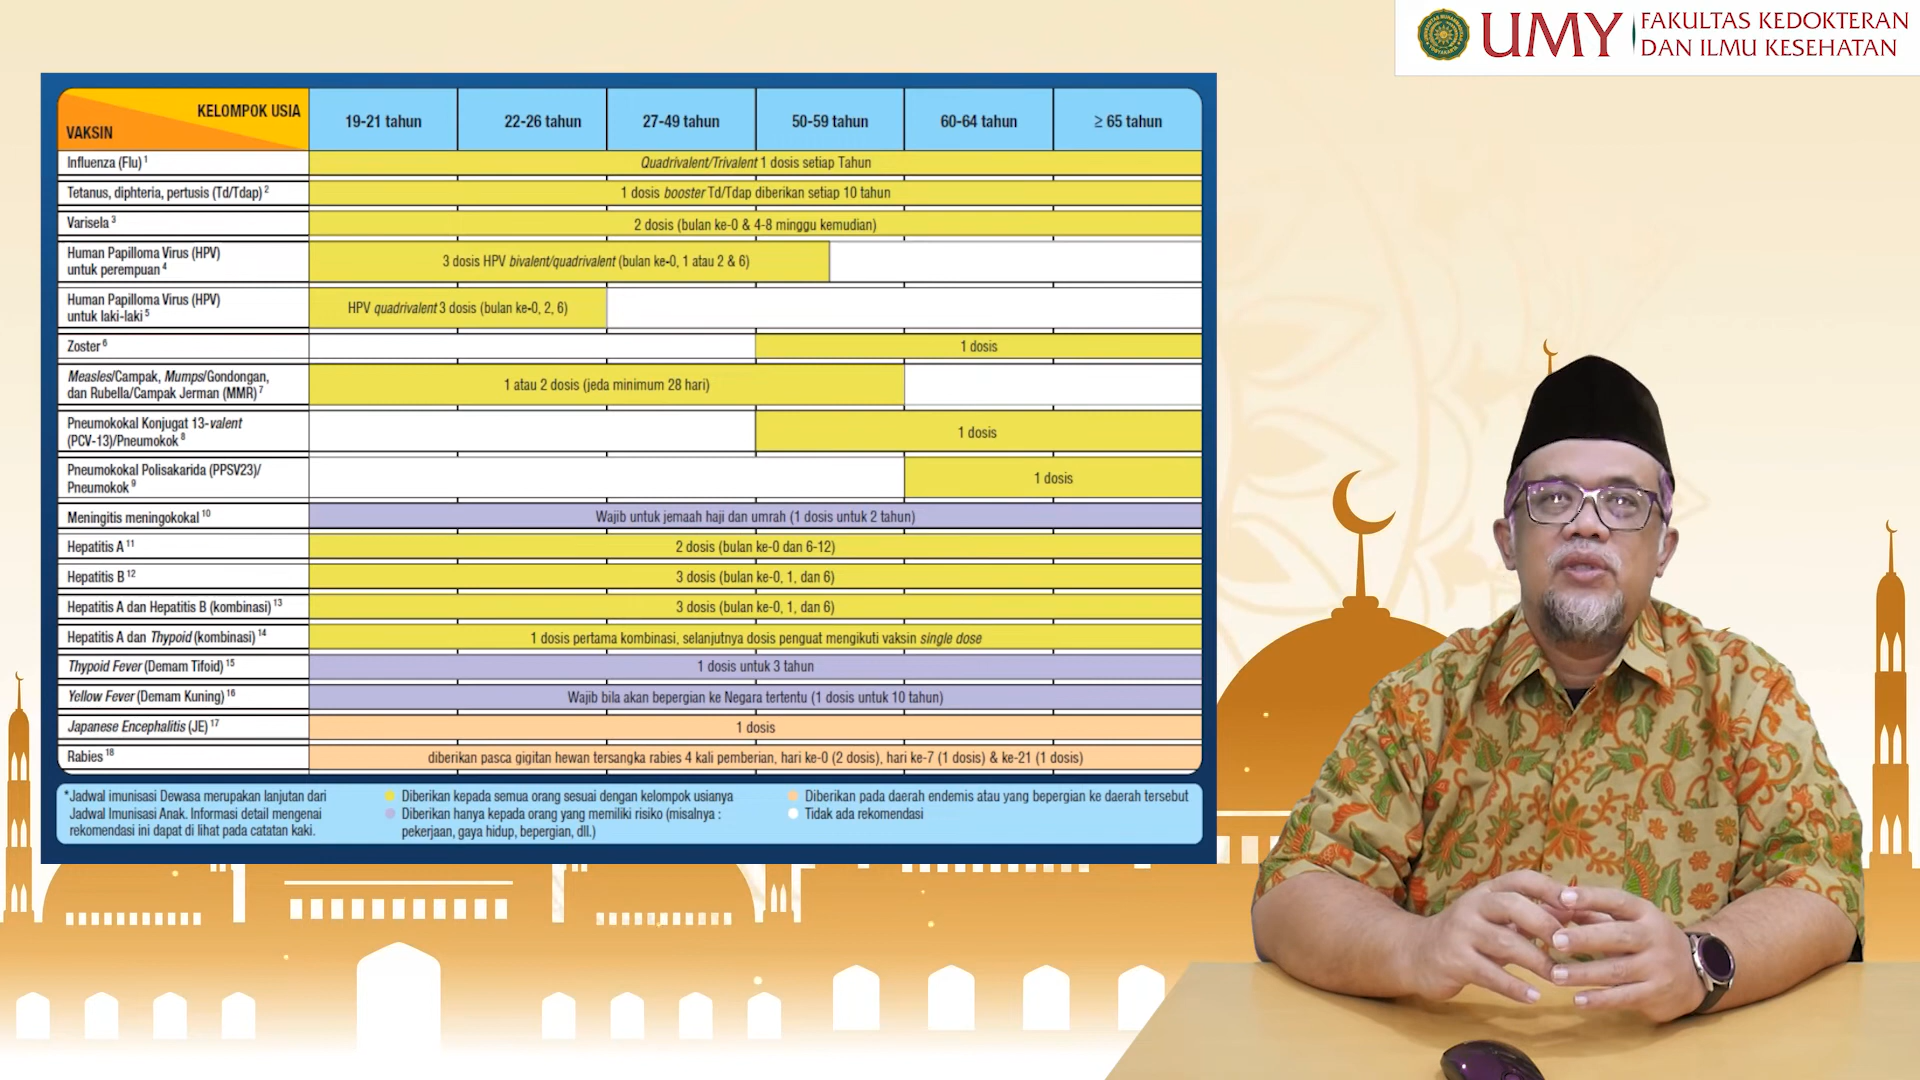 UMY
FAKULTAS KEDOKTERAN
DAN ILMU KESEHATAN
KELOMPOK USIA
VAKSIN
19-21 tahun
22-26 tahun
27-49 tahun
50-59 tahun
60-64 tahun
≥ 65 tahun
Influenza (Flu) 1
Quadrivalent/Trivalent 1 dosis setiap Tahun
Tetanus, diphteria, pertusis (Td/Tdap) 2
1 dosis booster Td/Tdap diberikan setiap 10 tahun
Varisela 3
2 dosis (bulan ke-0 & 4-8 minggu kemudian)
Human Papilloma Virus (HPV)
untuk perempuan 4
3 dosis HPV bivalent/quadrivalent (bulan ke-0, 1 atau 2 & 6)
Human Papilloma Virus (HPV)
untuk laki-laki 5
HPV quadrivalent 3 dosis (bulan ke-0, 2, 6)
Zoster 6
1 dosis
Measles/Campak, Mumps/Gondongan,
dan Rubella/Campak Jerman (MMR) 7
1 atau 2 dosis (jeda minimum 28 hari)
Pneumokokal Konjugat 13-valent
(PCV-13)/Pneumokok 8
1 dosis
Pneumokokal Polisakarida (PPSV23)/
Pneumokok 9
1 dosis
Meningitis meningokokal 10
Wajib untuk jemaah haji dan umrah (1 dosis untuk 2 tahun)
Hepatitis A 11
2 dosis (bulan ke-0 dan 6-12)
Hepatitis B 12
3 dosis (bulan ke-0, 1, dan 6)
Hepatitis A dan Hepatitis B (kombinasi) 13
3 dosis (bulan ke-0, 1, dan 6)
Hepatitis A dan Thypoid (kombinasi) 14
1 dosis pertama kombinasi, selanjutnya dosis penguat mengikuti vaksin single dose
Thypoid Fever (Demam Tifoid) 15
1 dosis untuk 3 tahun
Yellow Fever (Demam Kuning) 16
Wajib bila akan bepergian ke Negara tertentu (1 dosis untuk 10 tahun)
Japanese Encephalitis (JE) 17
1 dosis
Rabies 18
diberikan pasca gigitan hewan tersangka rabies 4 kali pemberian, hari ke-0 (2 dosis), hari ke-7 (1 dosis) & ke-21 (1 dosis)
*Jadwal imunisasi Dewasa merupakan lanjutan dari
Jadwal Imunisasi Anak. Informasi detail mengenai
rekomendasi ini dapat di lihat pada catatan kaki.
Diberikan kepada semua orang sesuai dengan kelompok usianya
Diberikan hanya kepada orang yang memiliki risiko (misalnya :
pekerjaan, gaya hidup, bepergian, dll.)
Diberikan pada daerah endemis atau yang bepergian ke daerah tersebut
Tidak ada rekomendasi